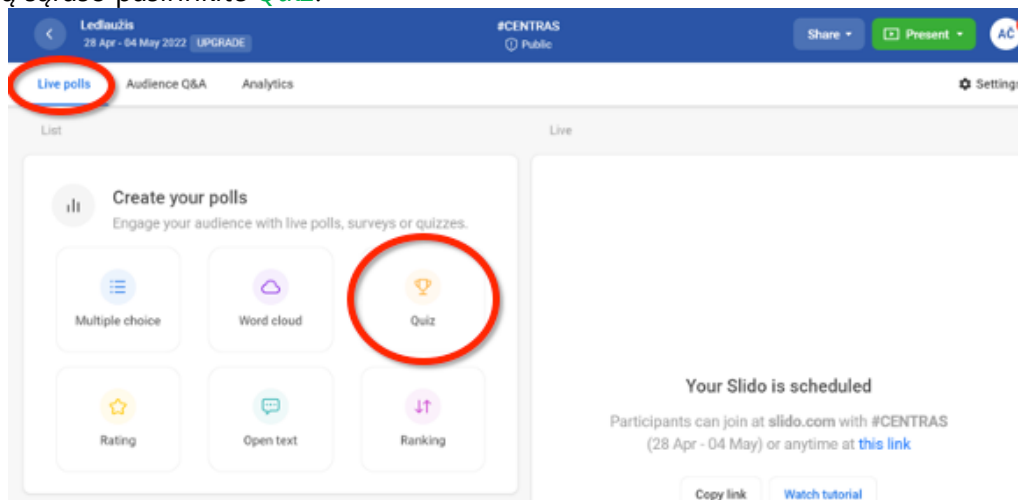 ą sąraše pasirinkite Quiz.
Ledlaužis
28 Apr - 04 May 2022 UPGRADE
#CENTRAS
Public
Share
Present
AČ
Live polls Audience Q&A Analytics
Settings
List
Live
Create your polls
Engage your audience with live polls, surveys or quizzes.
Multiple choice Word cloud Quiz
Rating Open text Ranking
Your Slido is scheduled
Participants can join at slido.com with #CENTRAS
(28 Apr - 04 May) or anytime at this link
Copy link Watch tutorial